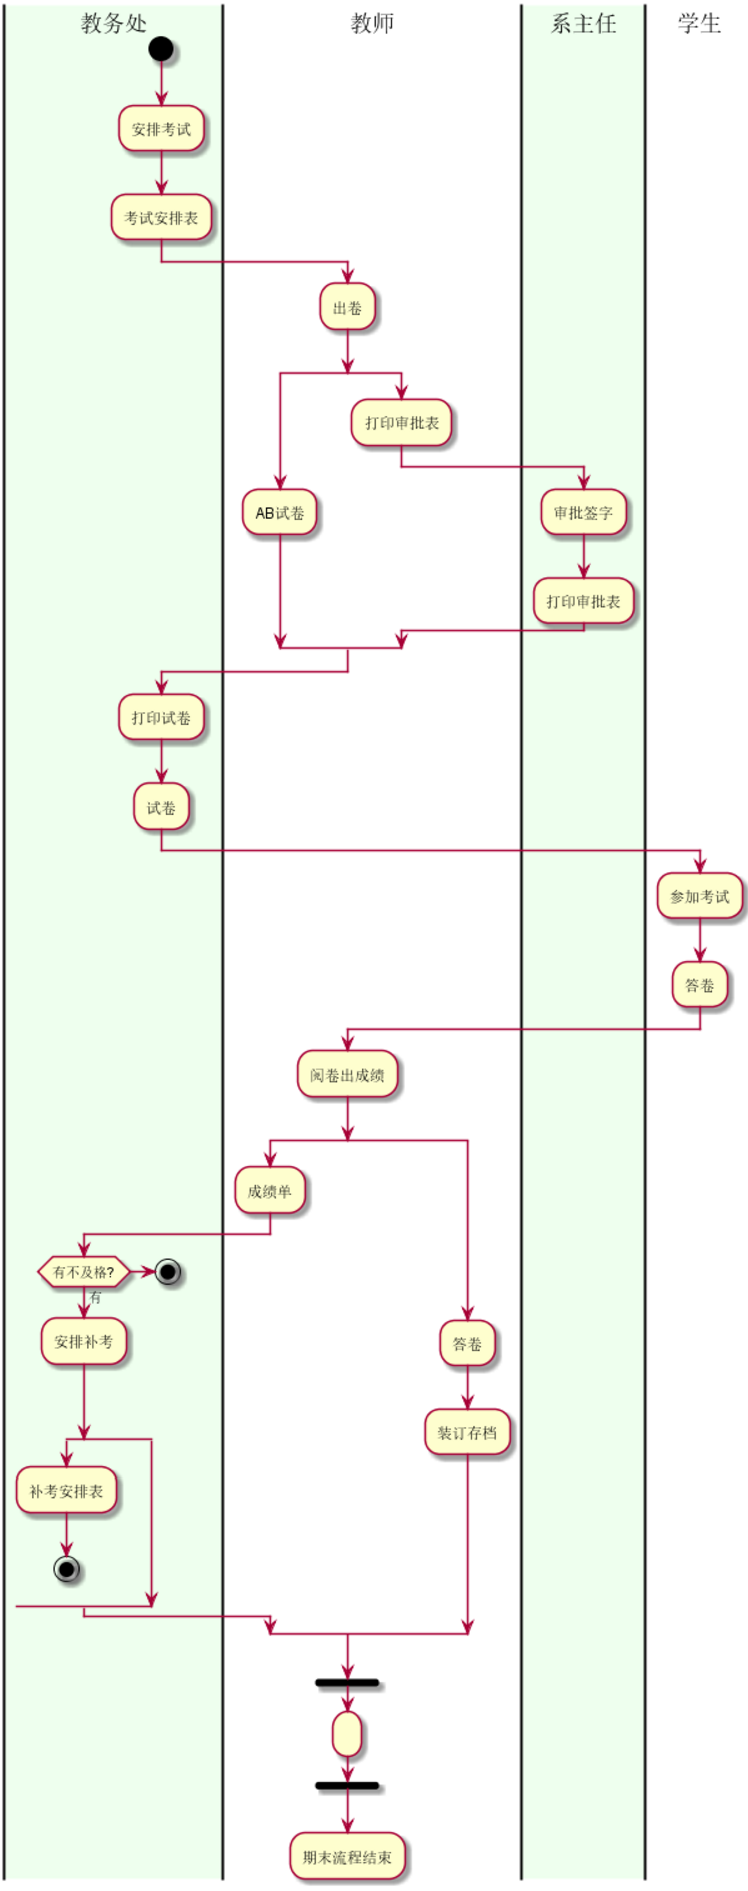 教务处
教师
系主任
学生
安排考试
考试安排表
出卷
打印审批表
AB试卷
审批签字
打印审批表
打印试卷
试卷
参加考试
答卷
阅卷出成绩
成绩单
有不及格?
有
安排补考
答卷
装订存档
补考安排表
期末流程结束